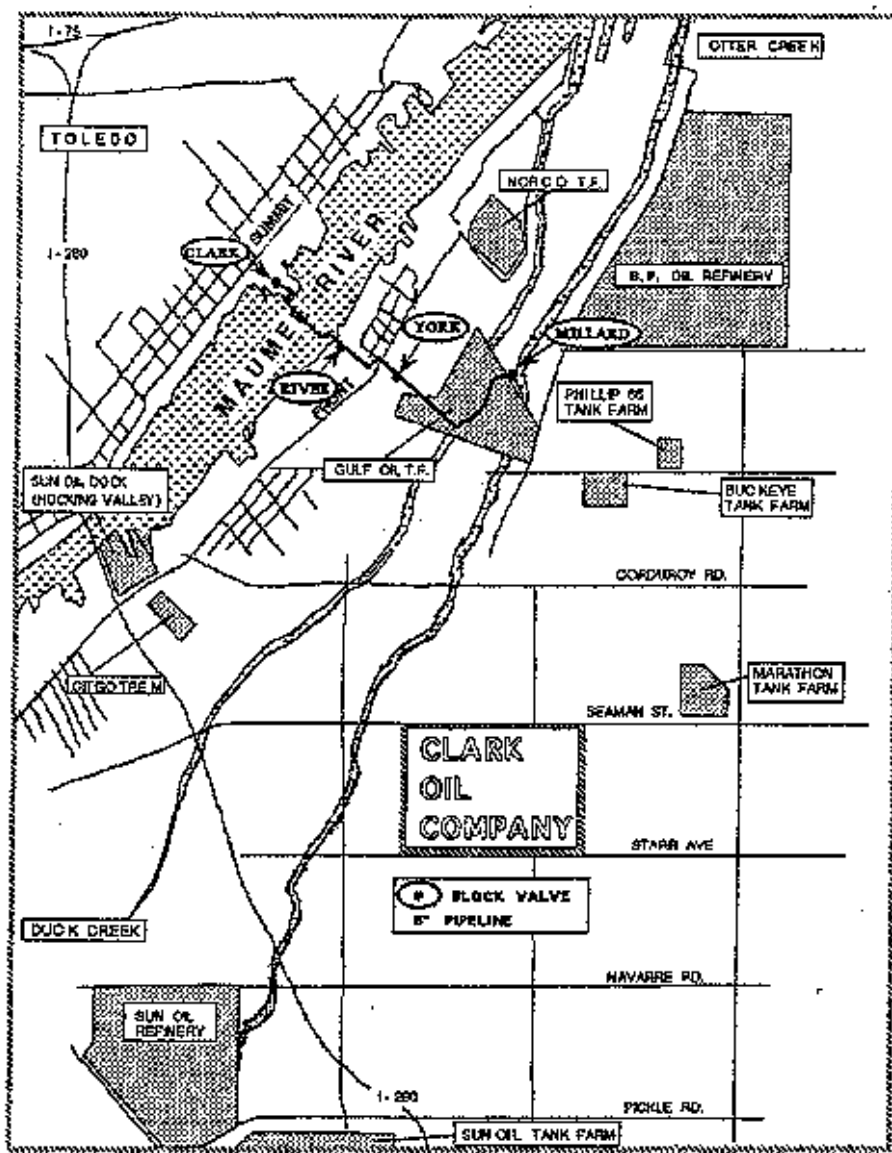 I-75
OTTER CREEK
TOLEDO
NORCO T.F.
SUMMIT
I-280
CLARK
MAUMEE RIVER
B.P. OIL REFINERY
YORK
MILLARD
RIVER
FRONT
PHILLIP 66
TANK FARM
GULF OIL T.F.
SUN OIL DOCK
(HOCKING VALLEY)
BUCKEYE
TANK FARM
CORDUROY RD.
MARATHON
TANK FARM
SEAMAN ST.
CLARK
OIL
COMPANY
STARR AVE
BLOCK VALVE
PIPELINE
DUCK CREEK
NAVARRE RD.
SUN OIL
REFINERY
I-280
PICKLE RD.
SUN OIL TANK FARM